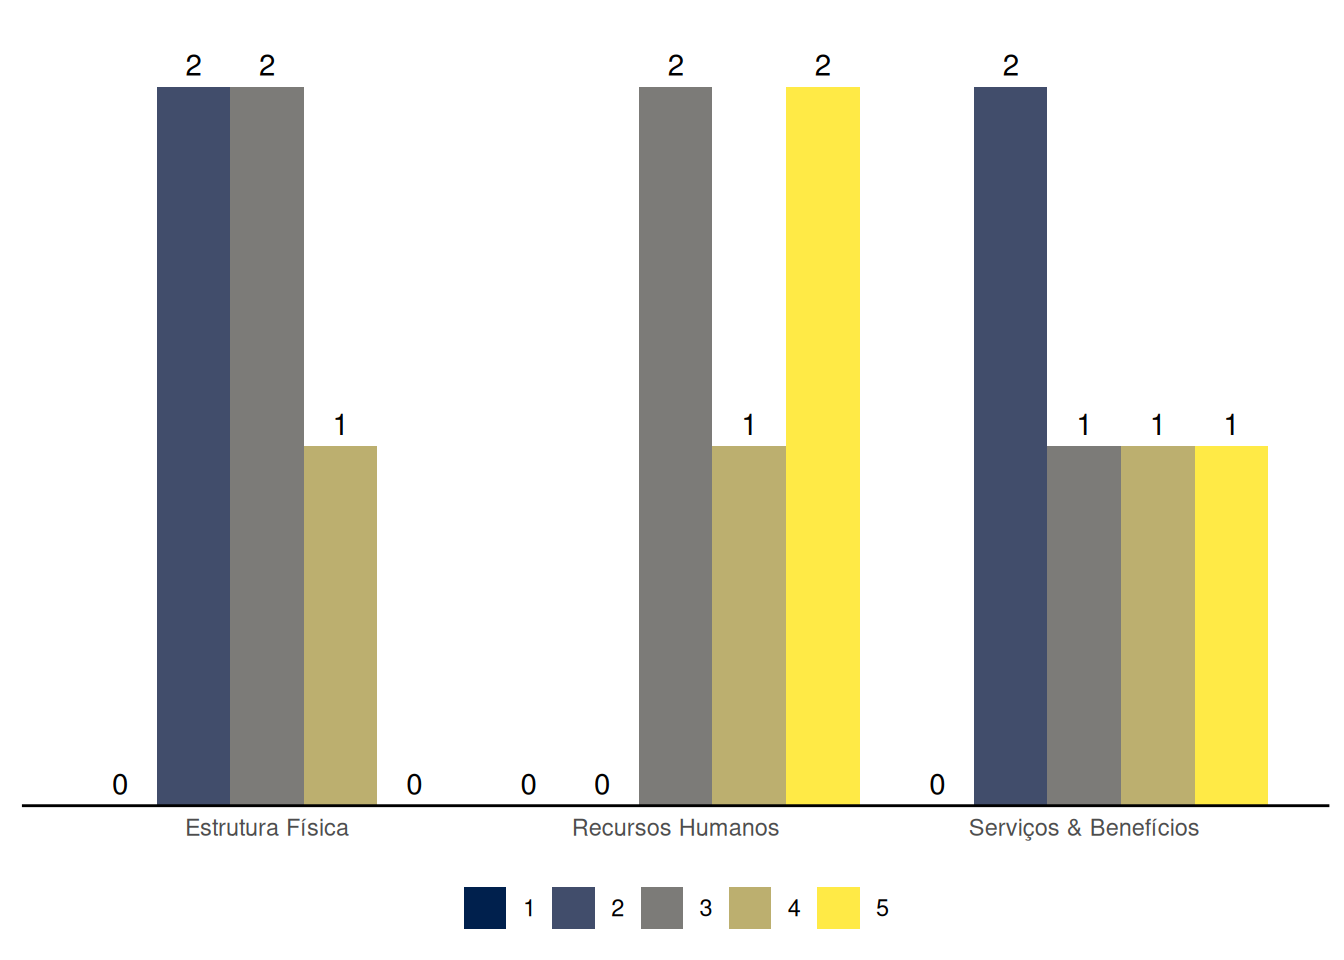 2 2 2 2 2
1 1 1 1 1
0 0 0 0 0
Estrutura Física Recursos Humanos Serviços & Benefícios
1 2 3 4 5